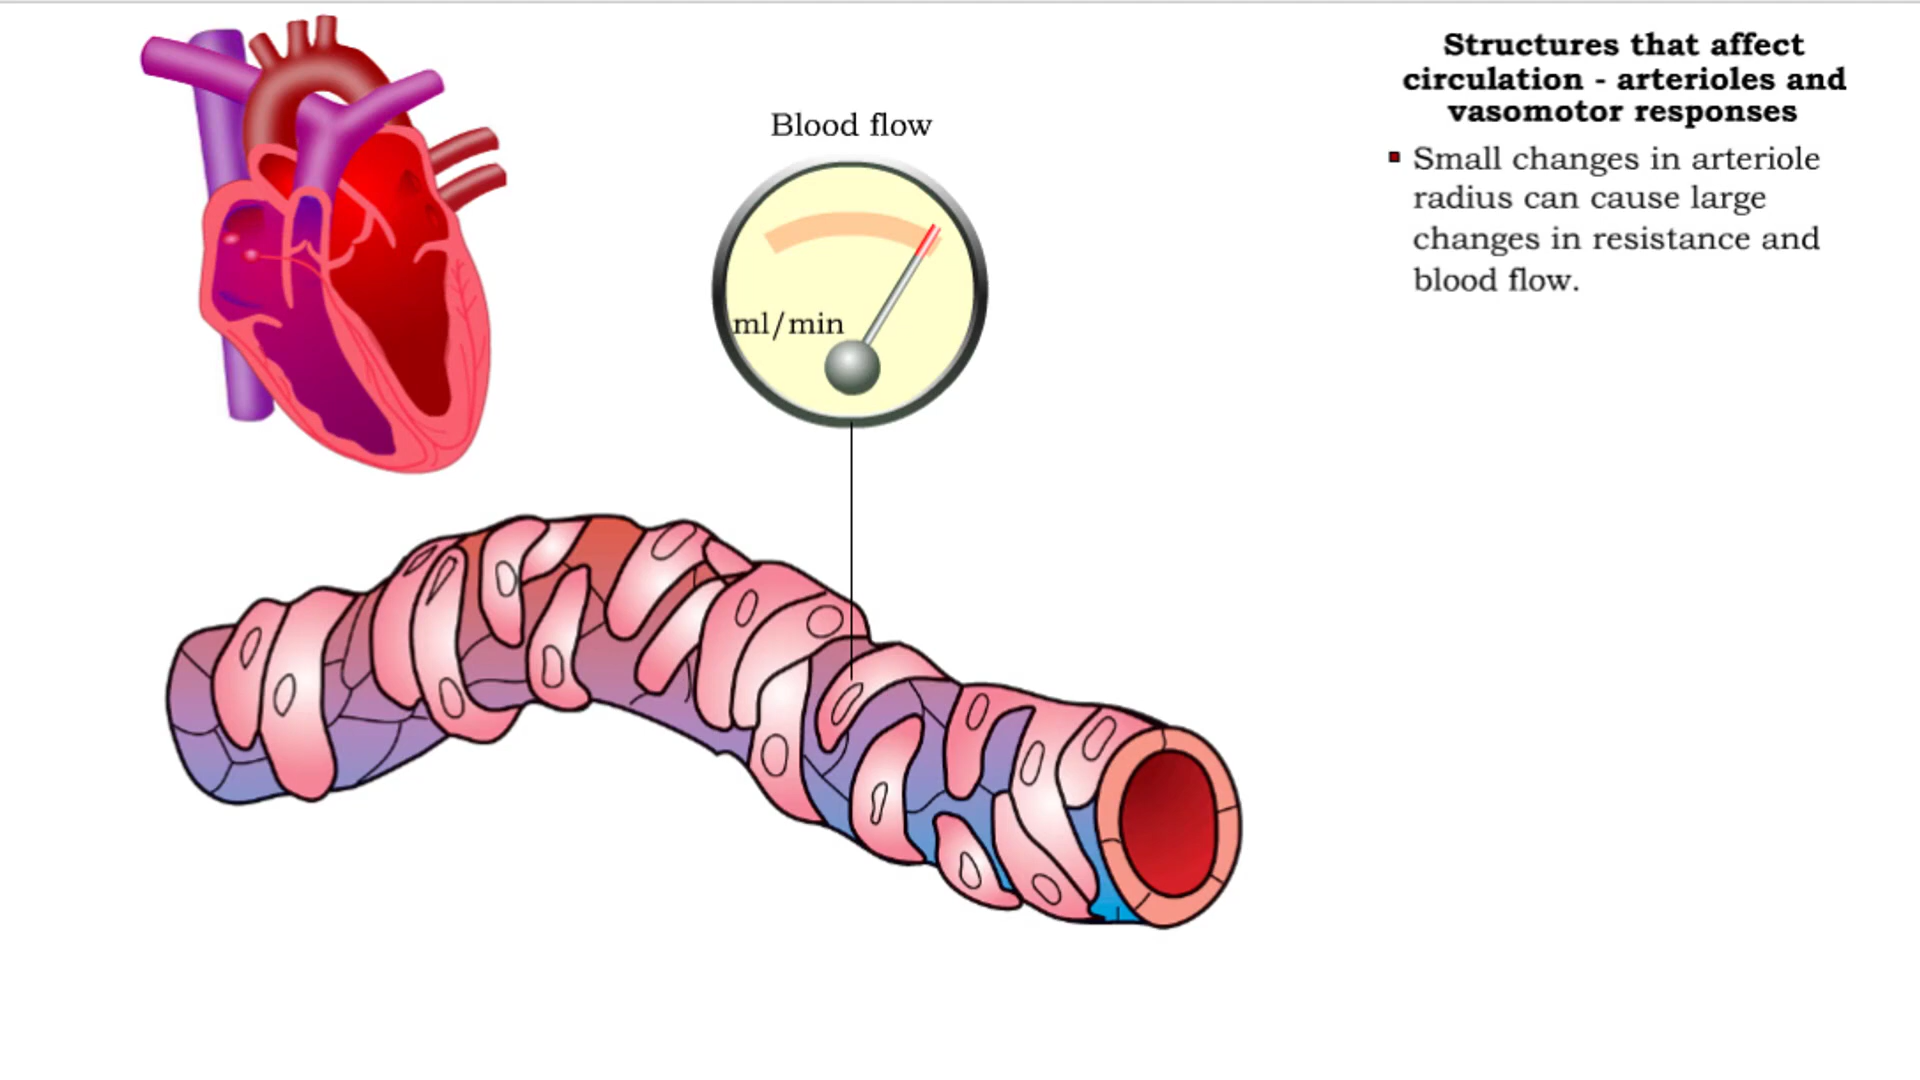 Structures that affect
circulation - arterioles and
vasomotor responses
Small changes in arteriole
radius can cause large
changes in resistance and
blood flow.
Blood flow
ml/min